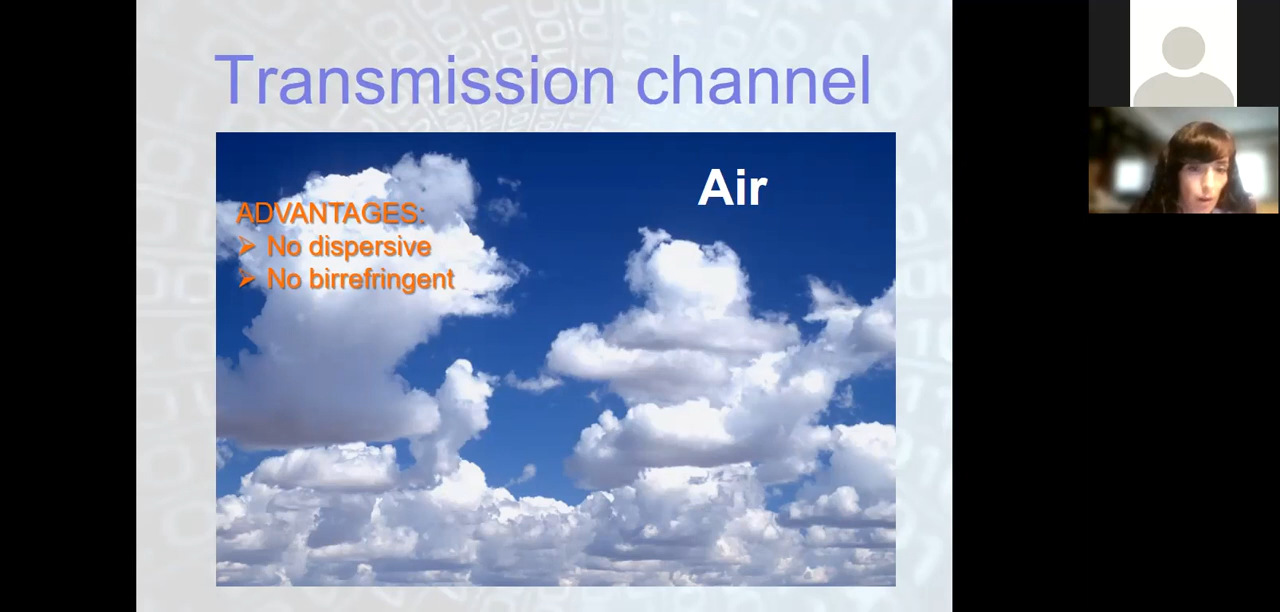 Transmission channel
Air
ADVANTAGES:
➢ No dispersive
➢ No birrefringent